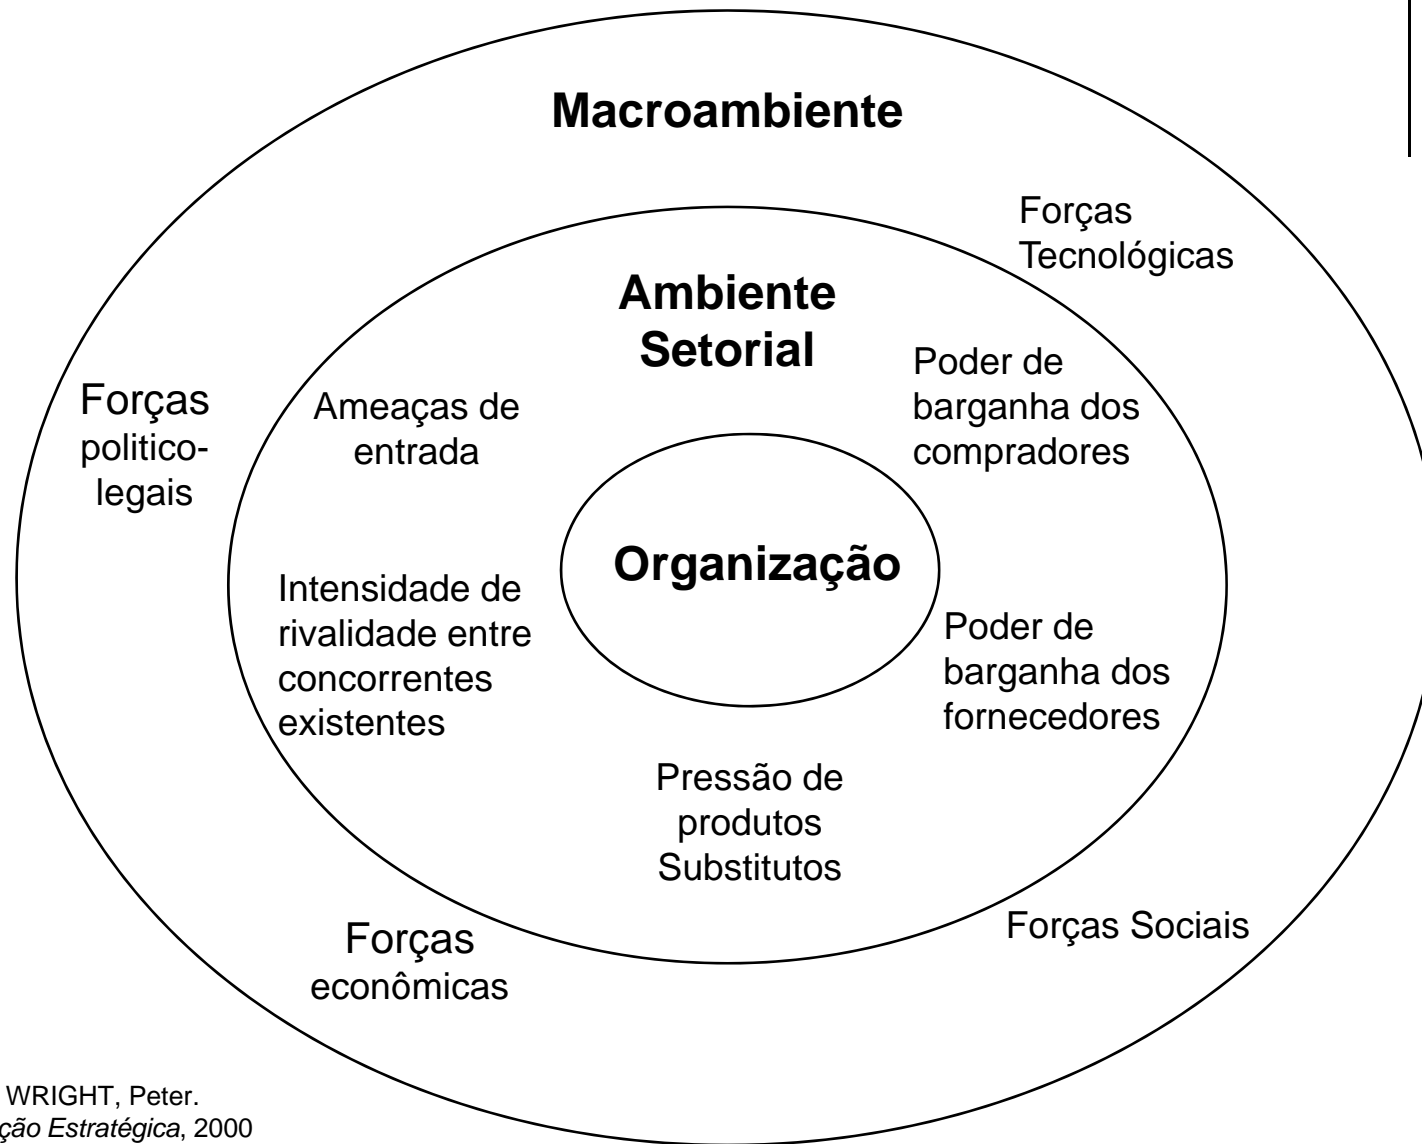 Macroambiente
Forças
Tecnológicas
Ambiente
Setorial
Poder de
barganha dos
compradores
Forças
politico-
legais
Ameaças de
entrada
Organização
Intensidade de
rivalidade entre
concorrentes
existentes
Poder de
barganha dos
fornecedores
Pressão de
produtos
Substitutos
Forças
econômicas
Forças Sociais
WRIGHT, Peter.
ção Estratégica, 2000